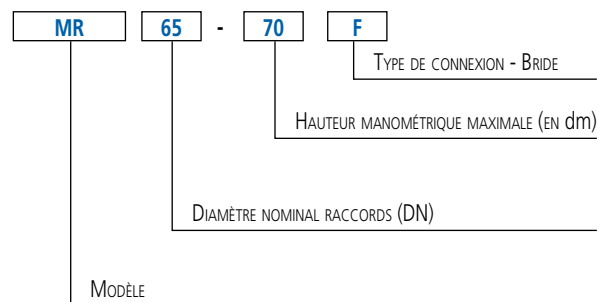 MR 65 - 70 F
Type de connexion - Bride
Hauteur manométrique maximale (en dm)
Diamètre nominal raccords (DN)
Modèle